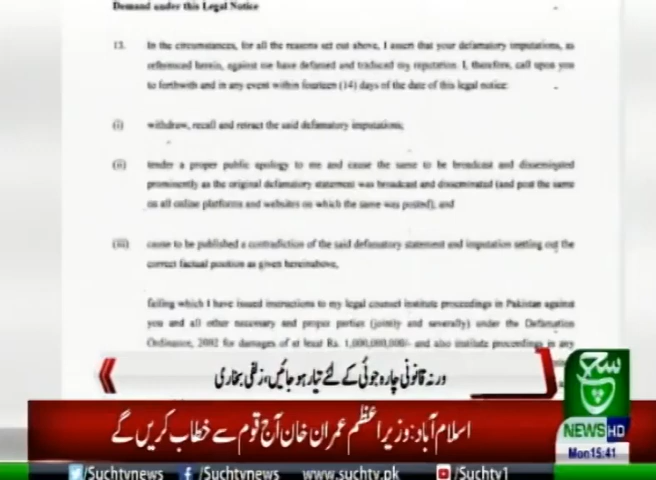 Demand under this Legal Notice
13. In the circumstances, for all the reasons set out above, I assert that your defamatory imputations, as
referenced herein, against me have defamed and traduced my reputation. I, therefore, call upon you
to forthwith and in any event within fourteen (14) days of the date of this legal notice:
(i) withdraw, recall and retract the said defamatory imputations;
(ii) tender a proper public apology to me and cause the same to be broadcast and disseminated
prominently as the original defamatory statement was broadcast and disseminated (and post the same
on all online platforms and websites on which the same was posted); and
(iii) cause to be published a contradiction of the said defamatory statement and imputation setting out the
correct factual position as given hereinabove,
failing which I have issued instructions to my legal counsel institute proceedings in Pakistan against
you and all other necessary and proper parties (jointly and severally) under the Defamation
Ordinance, 2002 for damages of at least Rs. 1,000,000,000/- and also institute proceedings in any
ورنہ قانونی چارہ جوئی کے لئے تیار ہو جائیں، زلفی بخاری
سچ
NEWS HD
اسلام آباد: وزیراعظم عمران خان آج قوم سے خطاب کریں گے
Mon 15:41
/Suchtvnews /Suchtvnews www.suchtv.pk /Suchtv1